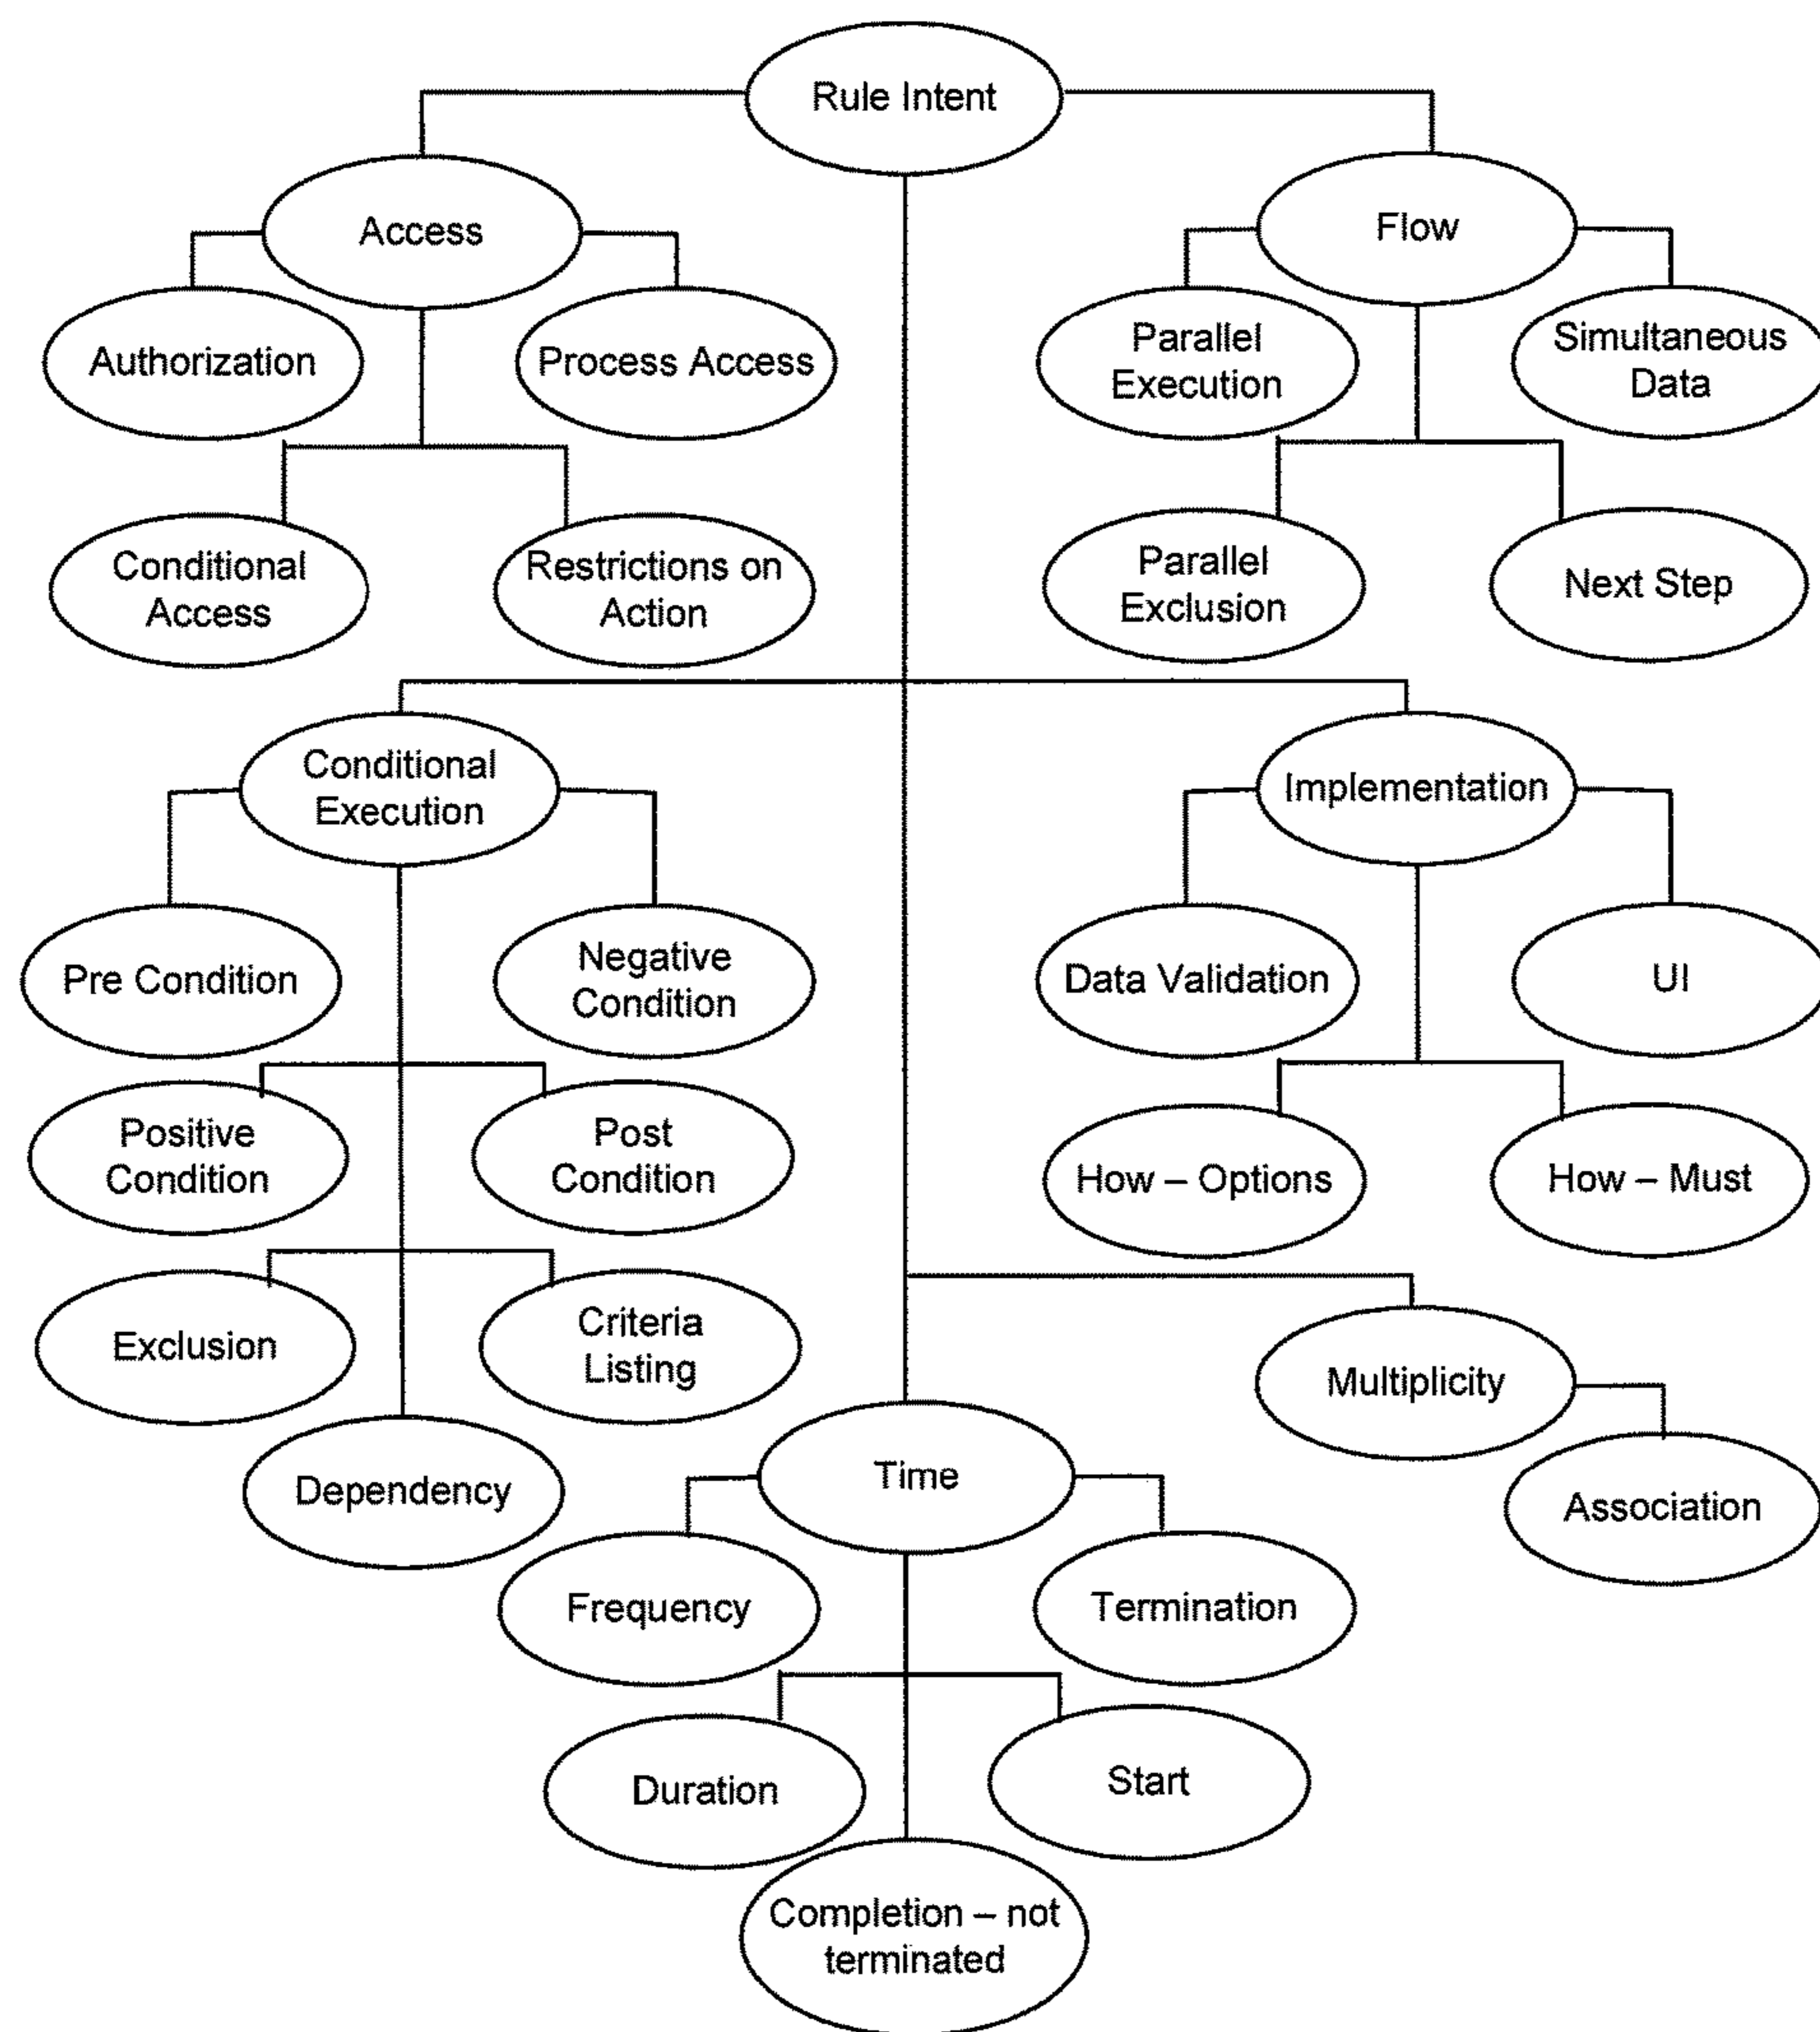 Rule Intent
Access
Flow
Authorization
Process Access
Parallel
Execution
Simultaneous
Data
Conditional
Access
Restrictions on
Action
Parallel
Exclusion
Next Step
Conditional
Execution
Implementation
Pre Condition
Negative
Condition
Data Validation
UI
Positive
Condition
Post
Condition
How – Options
How – Must
Exclusion
Criteria
Listing
Multiplicity
Dependency
Time
Association
Frequency
Termination
Duration
Start
Completion – not
terminated